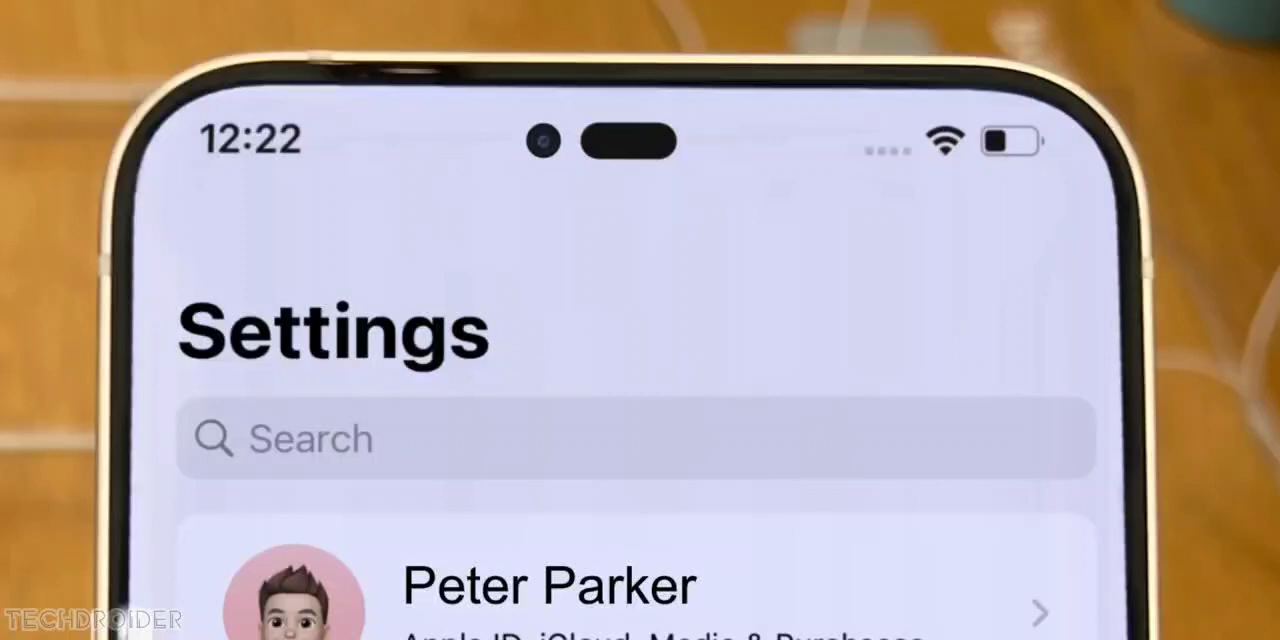 12:22
Settings
Search
Peter Parker
Apple ID, iCloud, Media & Purchases
TECHDROIDER